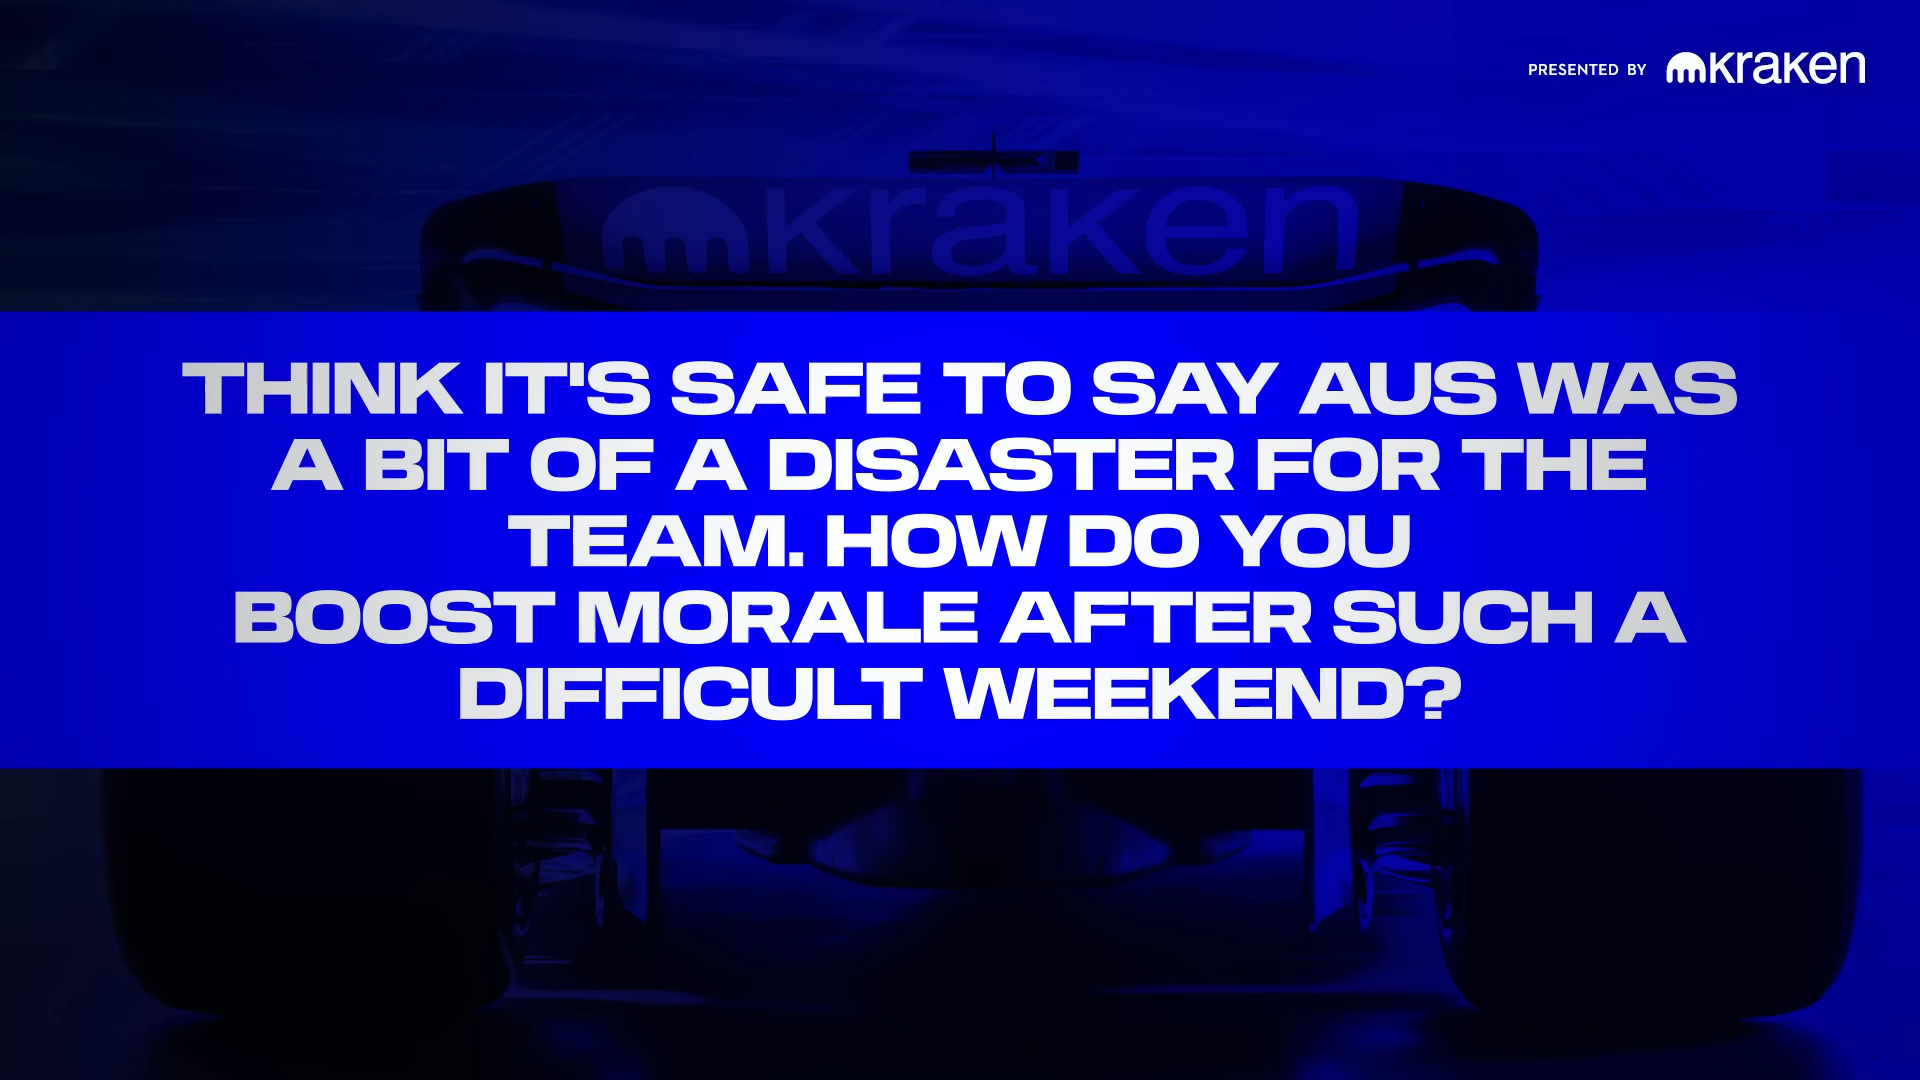 PRESENTED BY kraken
kraken
THINK IT'S SAFE TO SAY AUS WAS
A BIT OF A DISASTER FOR THE
TEAM. HOW DO YOU
BOOST MORALE AFTER SUCH A
DIFFICULT WEEKEND?